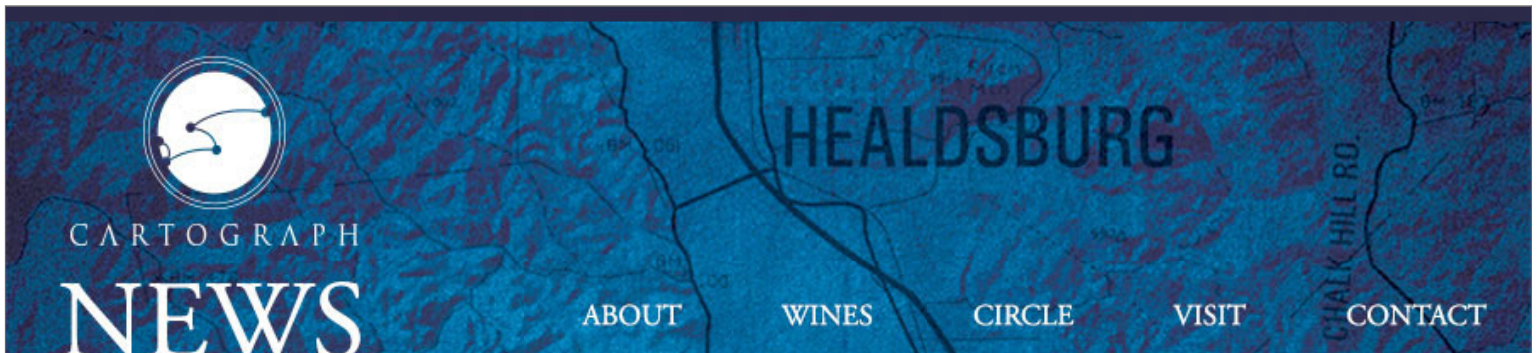 HEALDSBURG
CHALK HILL RD.
CARTOGRAPH
NEWS
ABOUT WINES CIRCLE VISIT CONTACT